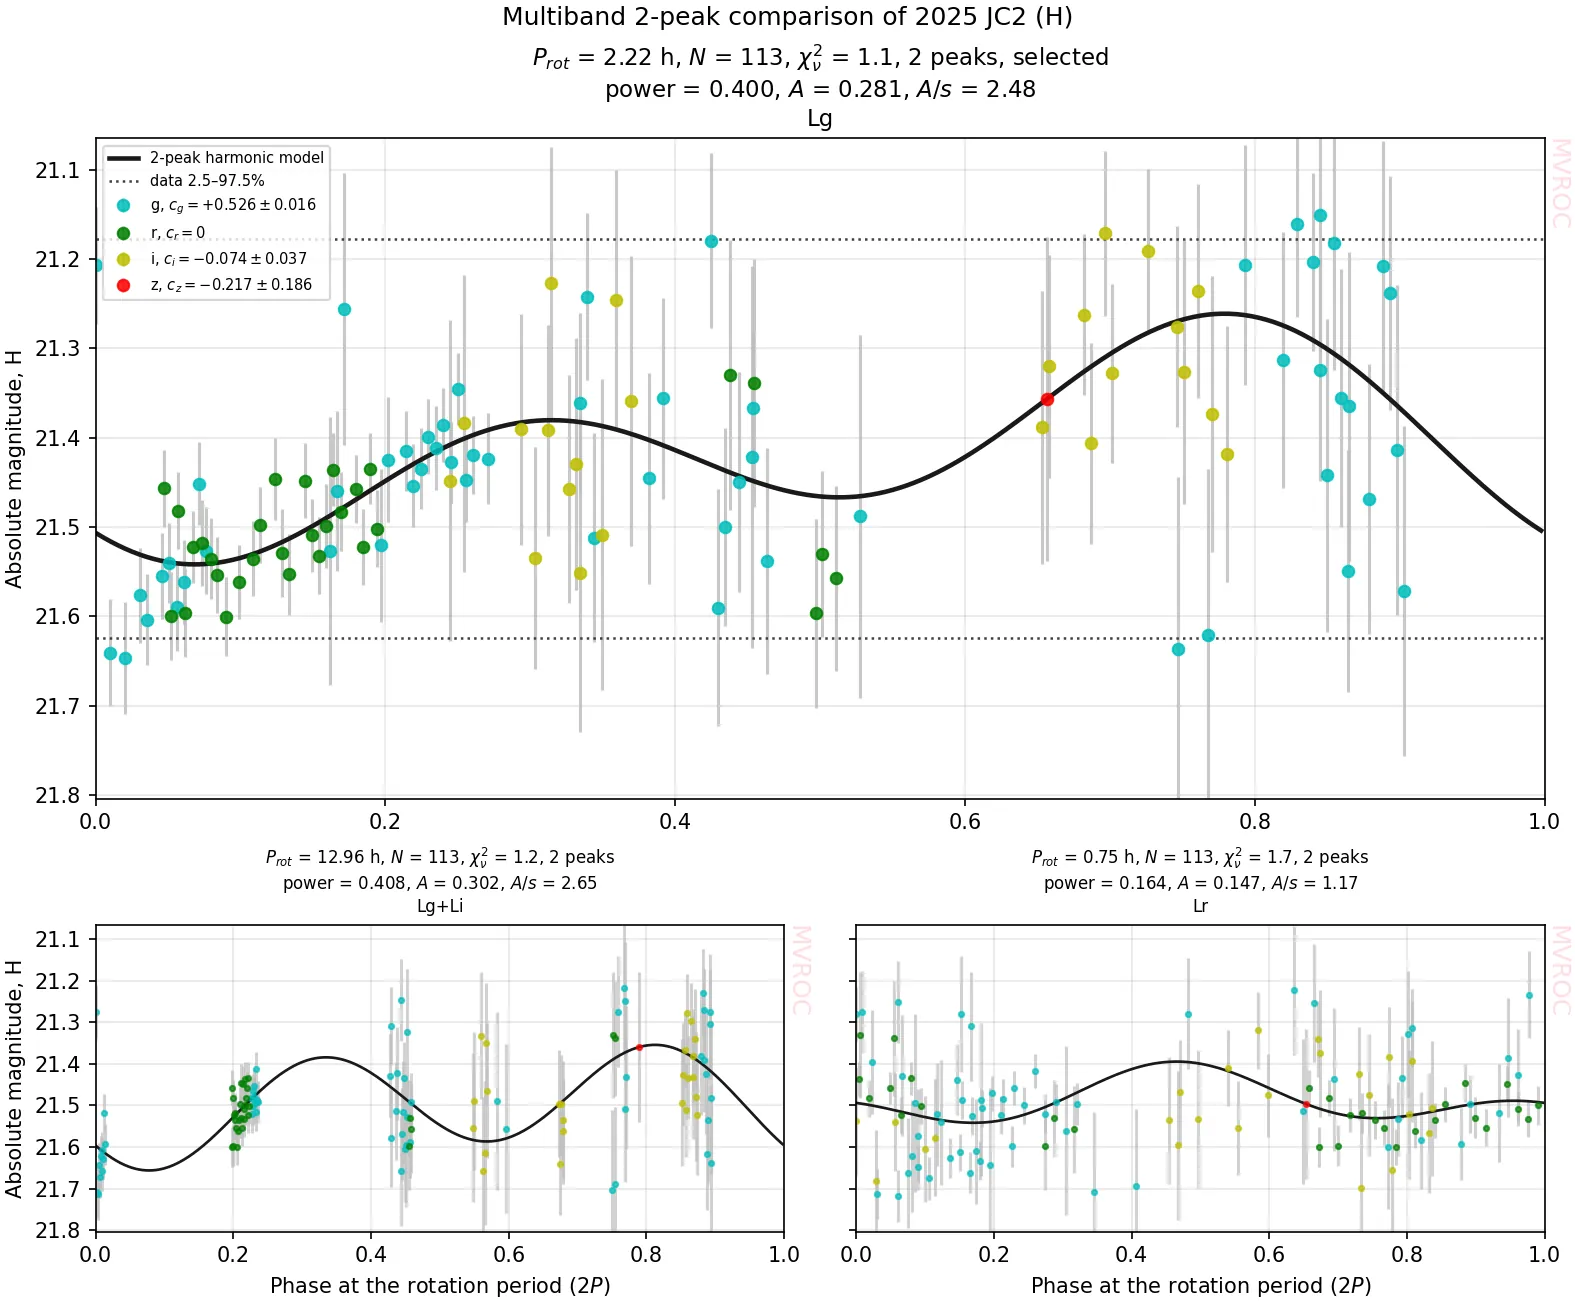 Multiband 2-peak comparison of 2025 JC2 (H)
P_rot = 2.22 h, N = 113, χ²_ν = 1.1, 2 peaks, selected
power = 0.400, A = 0.281, A/s = 2.48
Lg
2-peak harmonic model
data 2.5–97.5%
g, c_g = +0.526 ± 0.016
r, c_r = 0
i, c_i = −0.074 ± 0.037
z, c_z = −0.217 ± 0.186
Absolute magnitude, H
21.1
21.2
21.3
21.4
21.5
21.6
21.7
21.8
0.0 0.2 0.4 0.6 0.8 1.0
MVROC
P_rot = 12.96 h, N = 113, χ²_ν = 1.2, 2 peaks
power = 0.408, A = 0.302, A/s = 2.65
Lg+Li
Absolute magnitude, H
21.1
21.2
21.3
21.4
21.5
21.6
21.7
21.8
0.0 0.2 0.4 0.6 0.8 1.0
Phase at the rotation period (2P)
MVROC
P_rot = 0.75 h, N = 113, χ²_ν = 1.7, 2 peaks
power = 0.164, A = 0.147, A/s = 1.17
Lr
0.0 0.2 0.4 0.6 0.8 1.0
Phase at the rotation period (2P)
MVROC